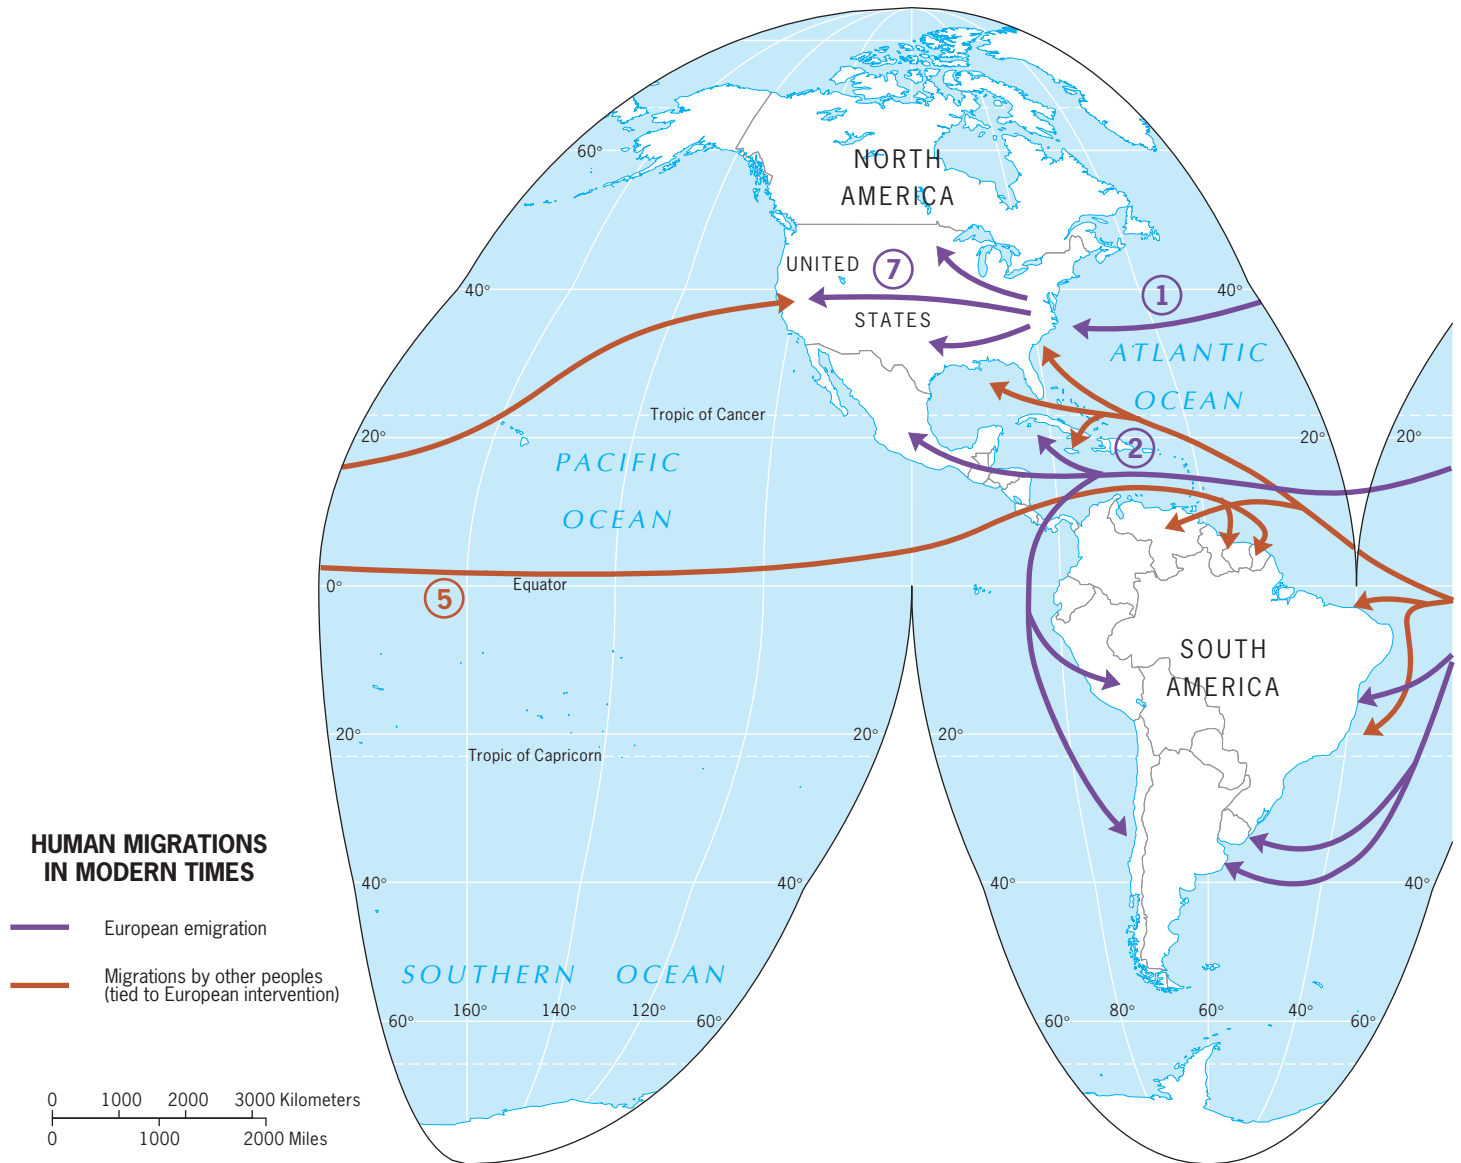 60°
NORTH
AMERICA
UNITED
7
STATES
40°
1
40°
ATLANTIC
OCEAN
Tropic of Cancer
20°
2
20°
20°
PACIFIC
OCEAN
0°
Equator
5
SOUTH
AMERICA
20°
20°
20°
Tropic of Capricorn
HUMAN MIGRATIONS
IN MODERN TIMES
40°
40°
40°
40°
European emigration
Migrations by other peoples
(tied to European intervention)
SOUTHERN OCEAN
60° 160° 140° 120° 60°
60° 80° 60° 40° 60°
0 1000 2000 3000 Kilometers
0 1000 2000 Miles